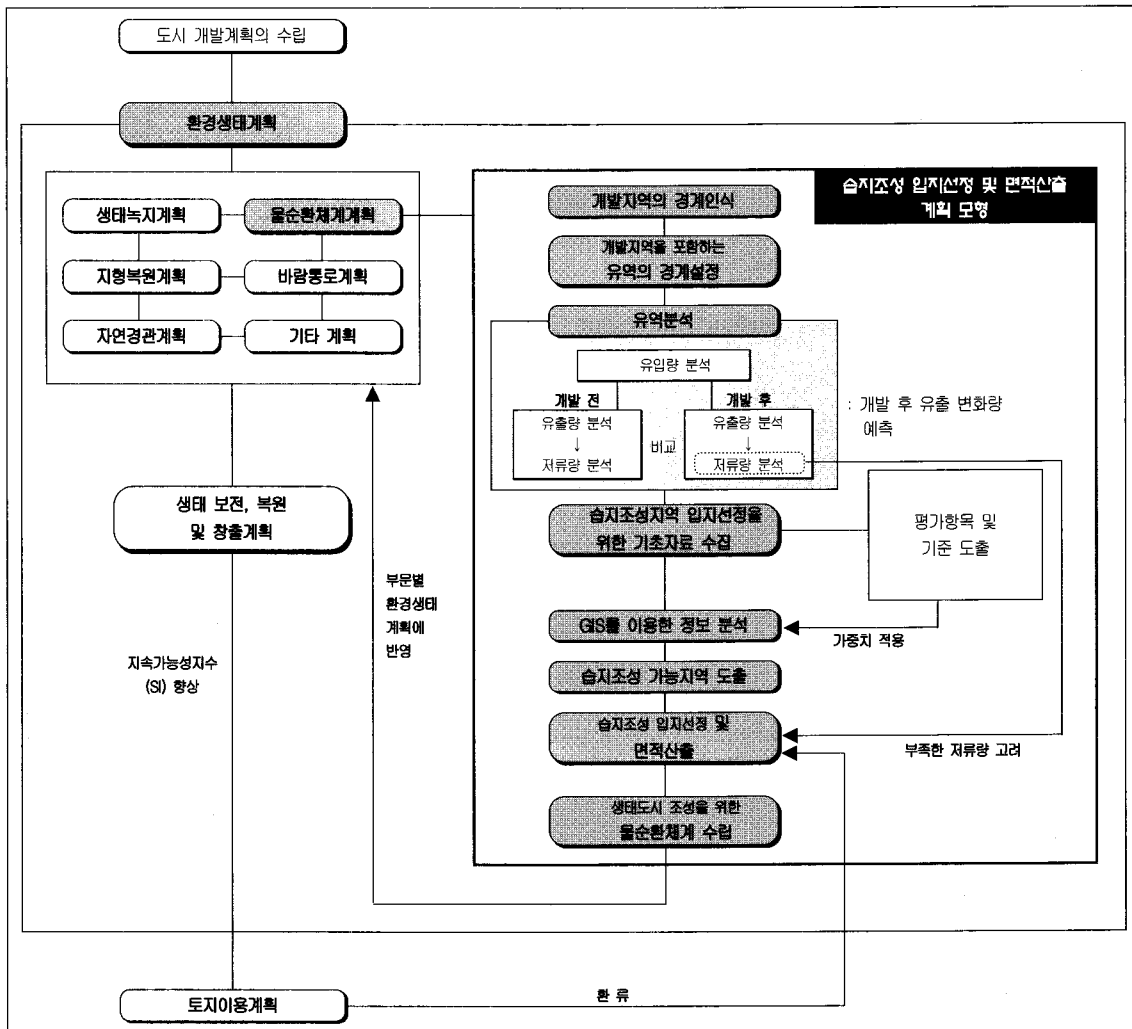 도시 개발계획의 수립
환경생태계획
생태녹지계획
물순환체계계획
지형복원계획
바람통로계획
자연경관계획
기타 계획
습지조성 입지선정 및 면적산출
계획 모형
개발지역의 경계인식
개발지역을 포함하는
유역의 경계설정
유역분석
유입량 분석
개발 전
개발 후
유출량 분석
↓
저류량 분석
비교
유출량 분석
↓
저류량 분석
: 개발 후 유출 변화량
예측
습지조성지역 입지선정을
위한 기초자료 수집
평가항목 및
기준 도출
GIS를 이용한 정보 분석
가중치 적용
습지조성 가능지역 도출
습지조성 입지선정 및
면적산출
부족한 저류량 고려
생태도시 조성을 위한
물순환체계 수립
생태 보전, 복원
및 창출계획
부문별
환경생태
계획에
반영
지속가능성지수
(SI) 향상
토지이용계획
환 류